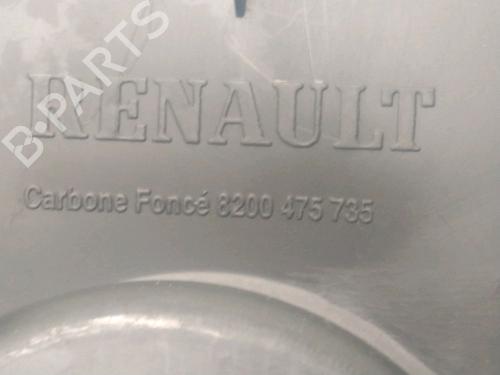 B-PARTS
RENAULT
Carbone Foncé 8200 475 735